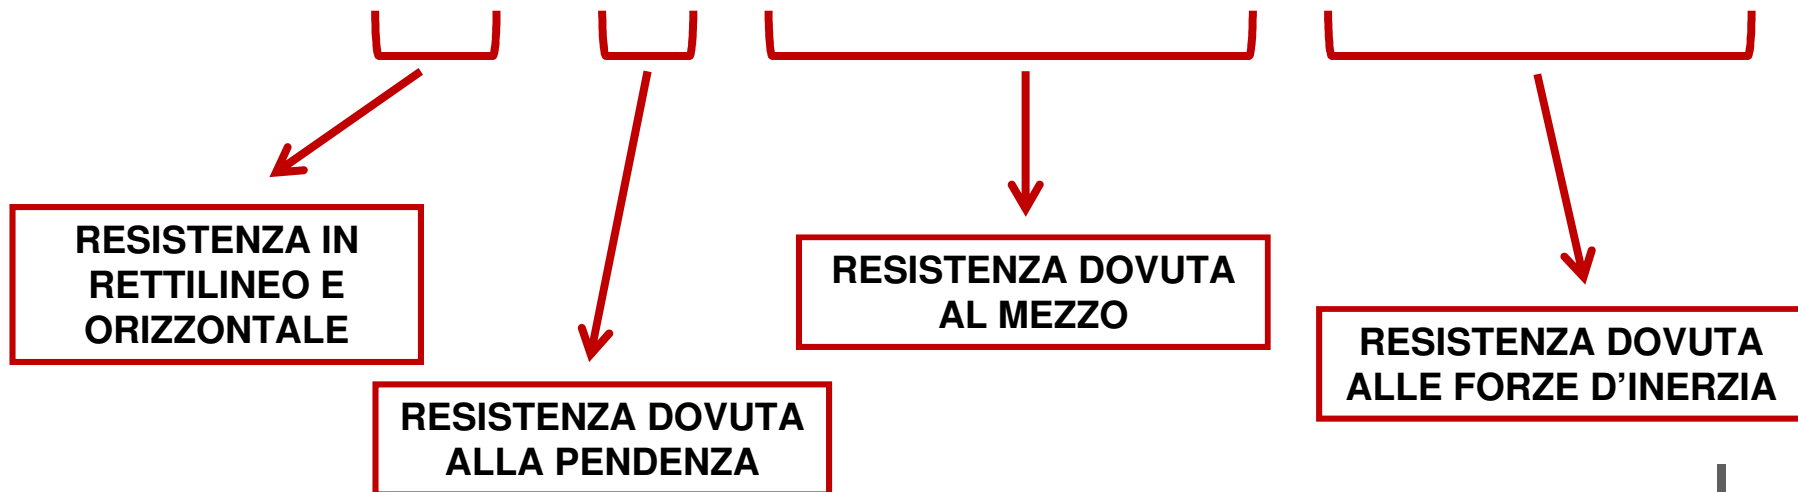 RESISTENZA IN
RETTILINEO E
ORIZZONTALE
RESISTENZA DOVUTA
ALLA PENDENZA
RESISTENZA DOVUTA
AL MEZZO
RESISTENZA DOVUTA
ALLE FORZE D’INERZIA